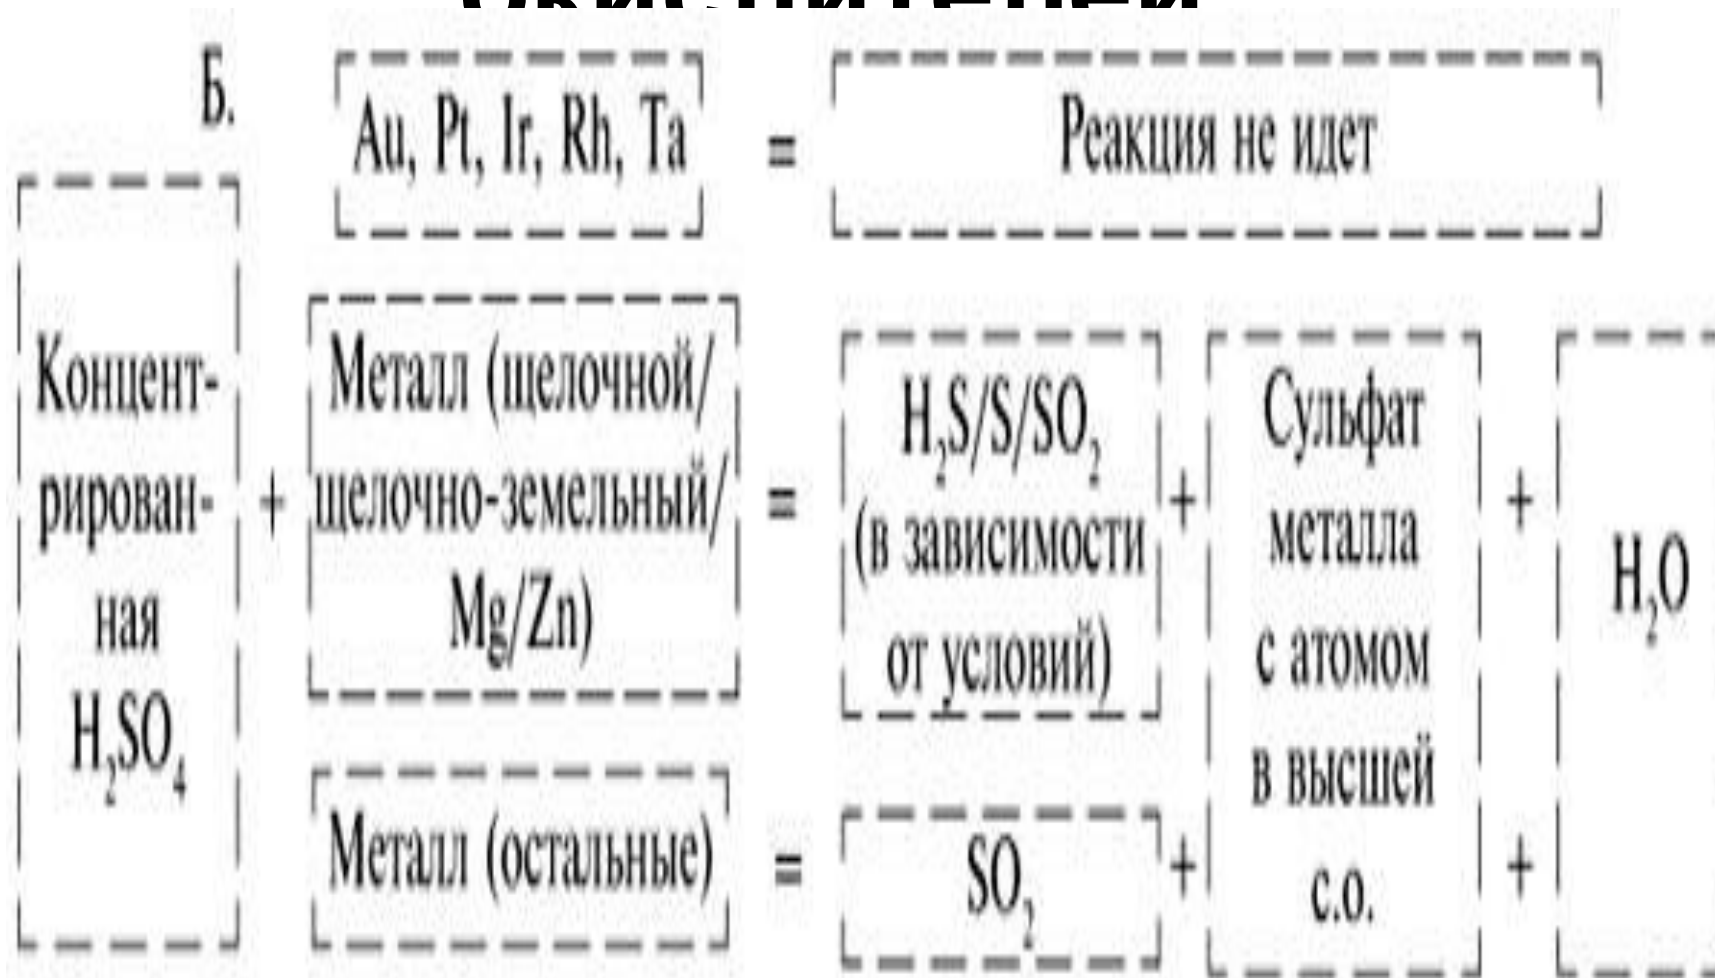 Б.
Au, Pt, Ir, Rh, Ta
=
Реакция не идет
Концент-
рирован-
ная
H₂SO₄
+
Металл (щелочной/
щелочно-земельный/
Mg/Zn)
=
H₂S/S/SO₂
(в зависимости
от условий)
+
Сульфат
металла
с атомом
в высшей
с.о.
+
H₂O
Металл (остальные)
=
SO₂
+
+